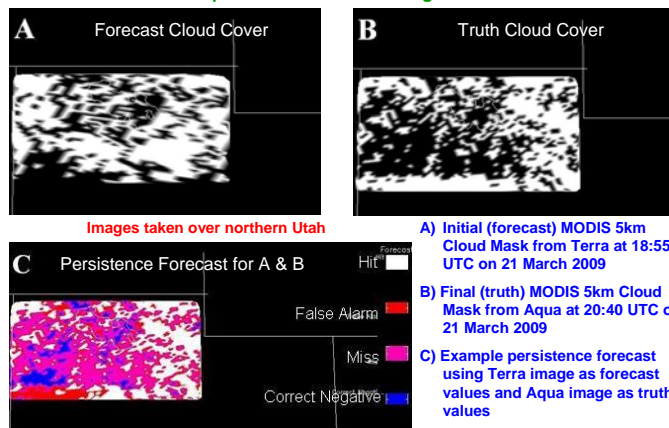 A
Forecast Cloud Cover
B
Truth Cloud Cover
Images taken over northern Utah
C
Persistence Forecast for A & B
Forecast
Hit
False Alarm
Miss
Correct Negative
A) Initial (forecast) MODIS 5km
Cloud Mask from Terra at 18:55
UTC on 21 March 2009
B) Final (truth) MODIS 5km Cloud
Mask from Aqua at 20:40 UTC
21 March 2009
C) Example persistence forecast
using Terra image as forecast
values and Aqua image as truth
values